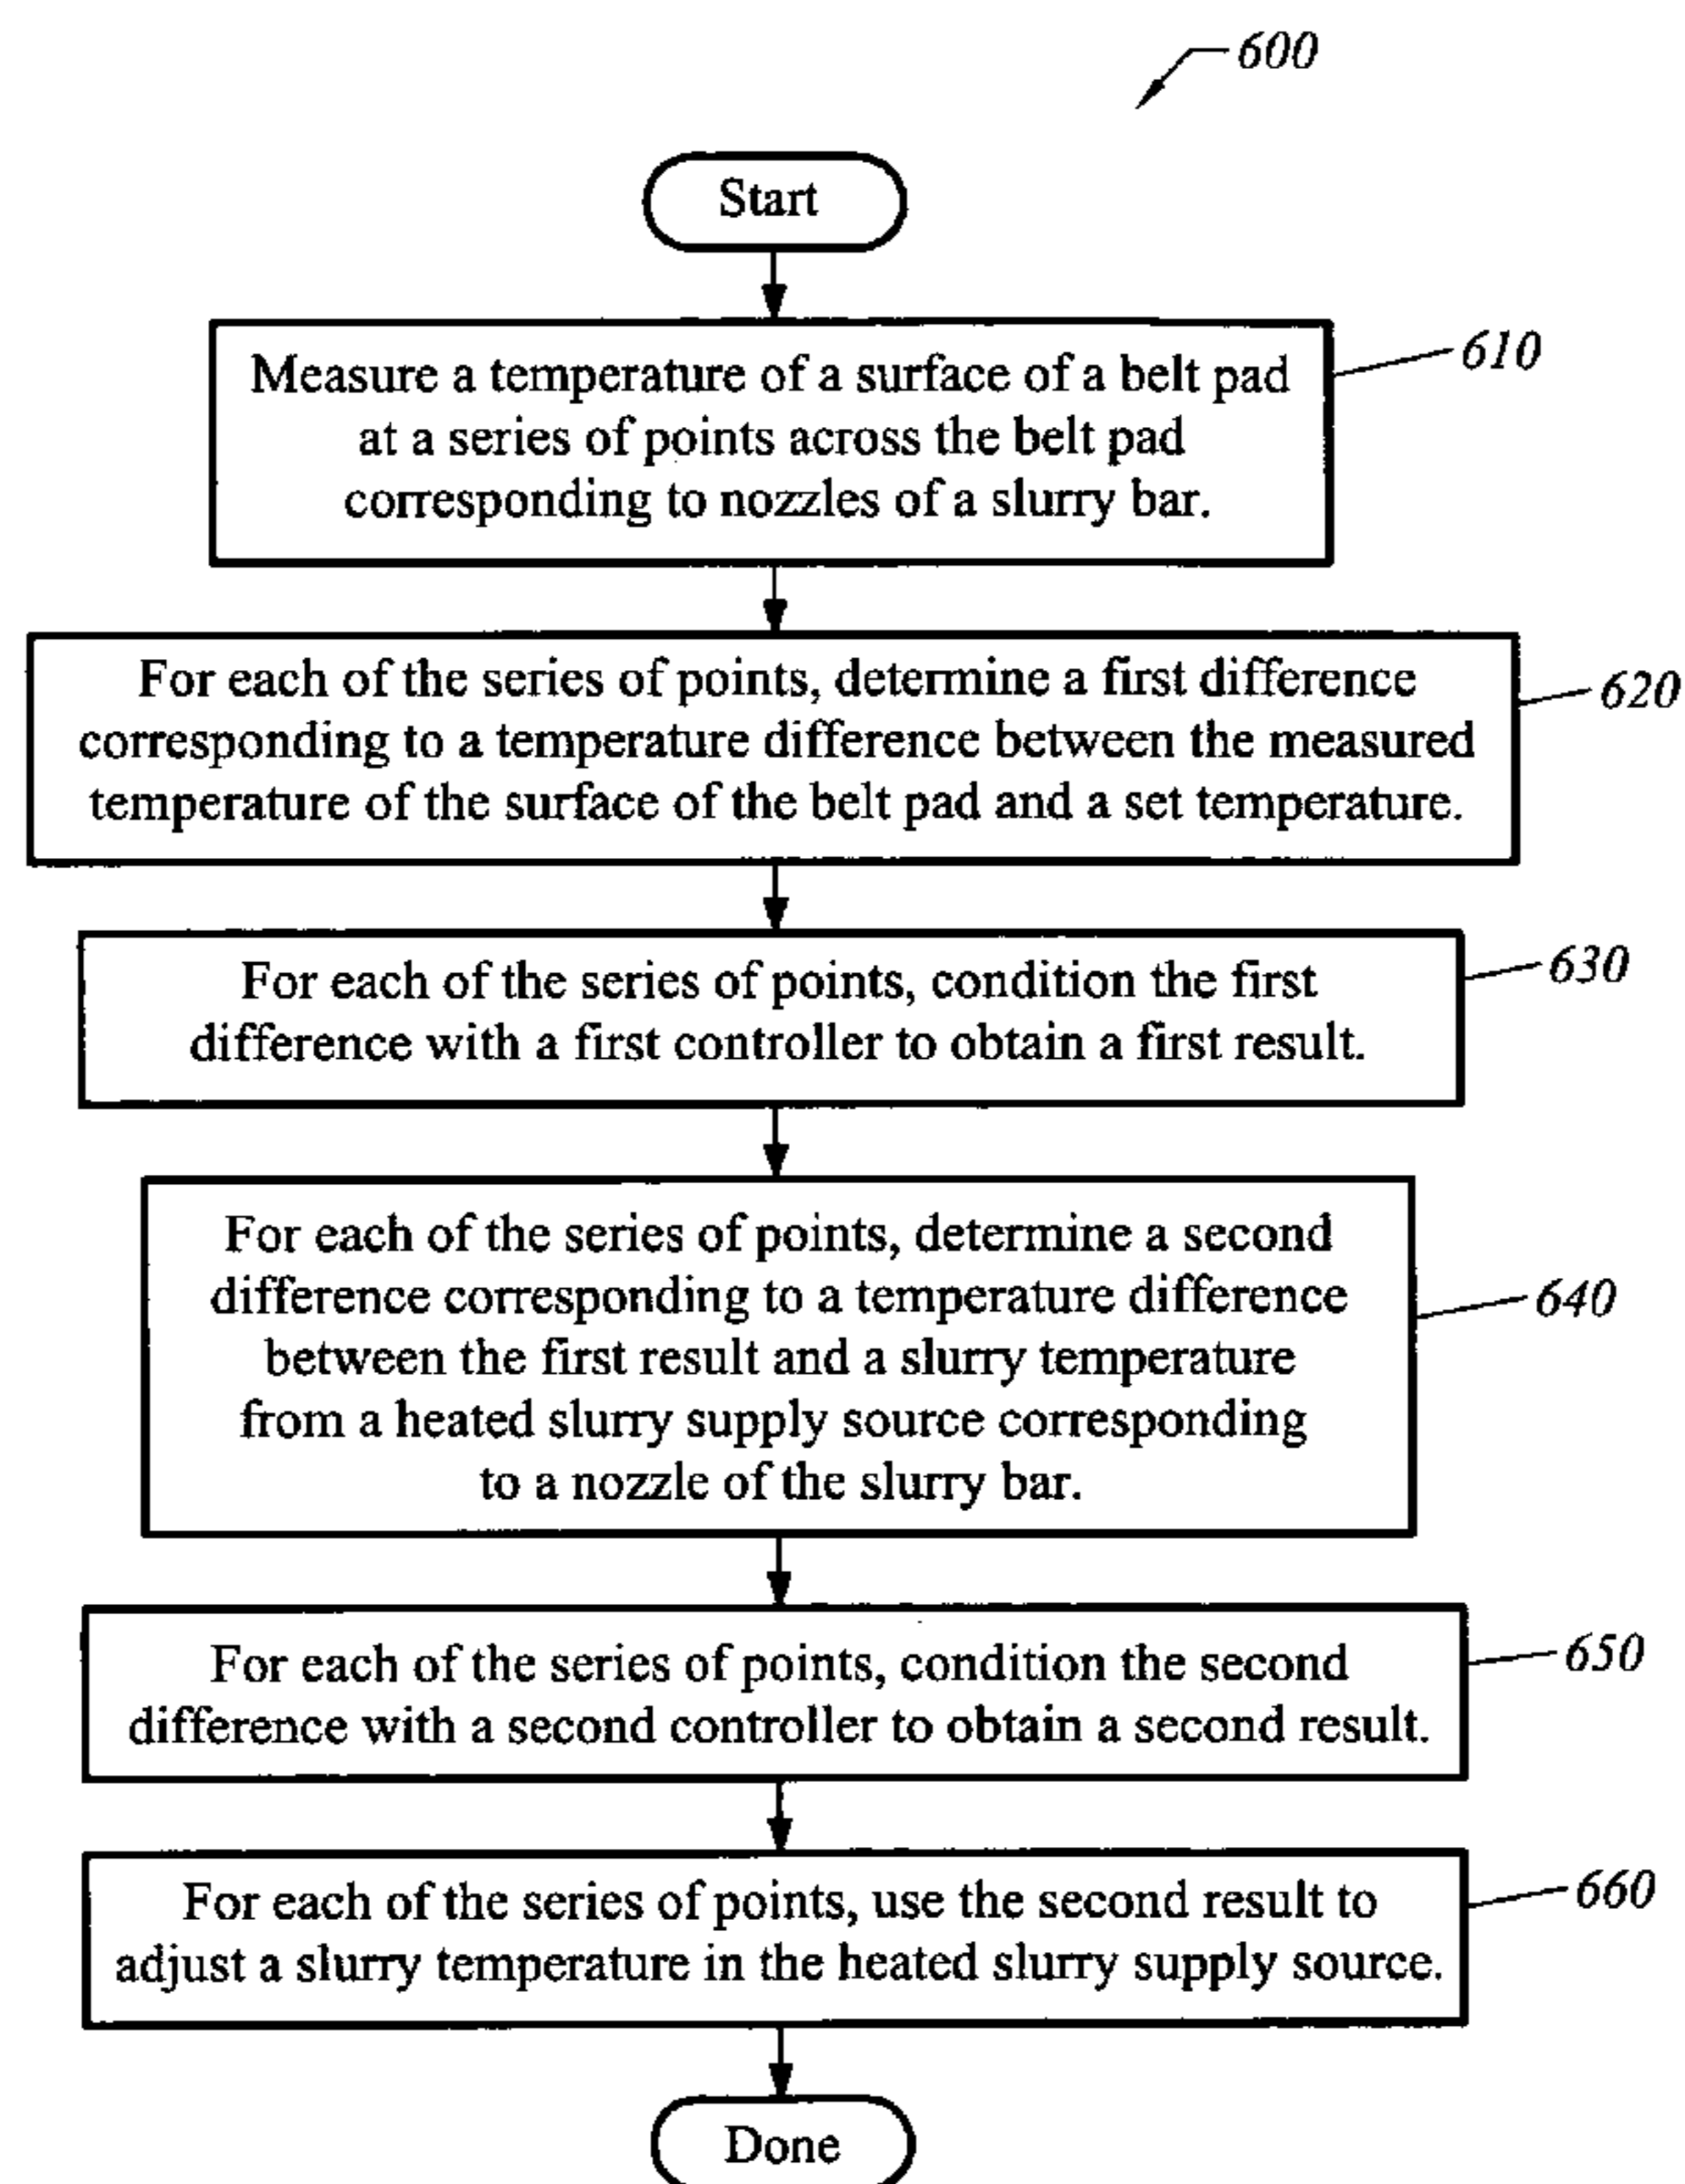 600
Start
Measure a temperature of a surface of a belt pad
at a series of points across the belt pad
corresponding to nozzles of a slurry bar.
610
For each of the series of points, determine a first difference
corresponding to a temperature difference between the measured
temperature of the surface of the belt pad and a set temperature.
620
For each of the series of points, condition the first
difference with a first controller to obtain a first result.
630
For each of the series of points, determine a second
difference corresponding to a temperature difference
between the first result and a slurry temperature
from a heated slurry supply source corresponding
to a nozzle of the slurry bar.
640
For each of the series of points, condition the second
difference with a second controller to obtain a second result.
650
For each of the series of points, use the second result to
adjust a slurry temperature in the heated slurry supply source.
660
Done